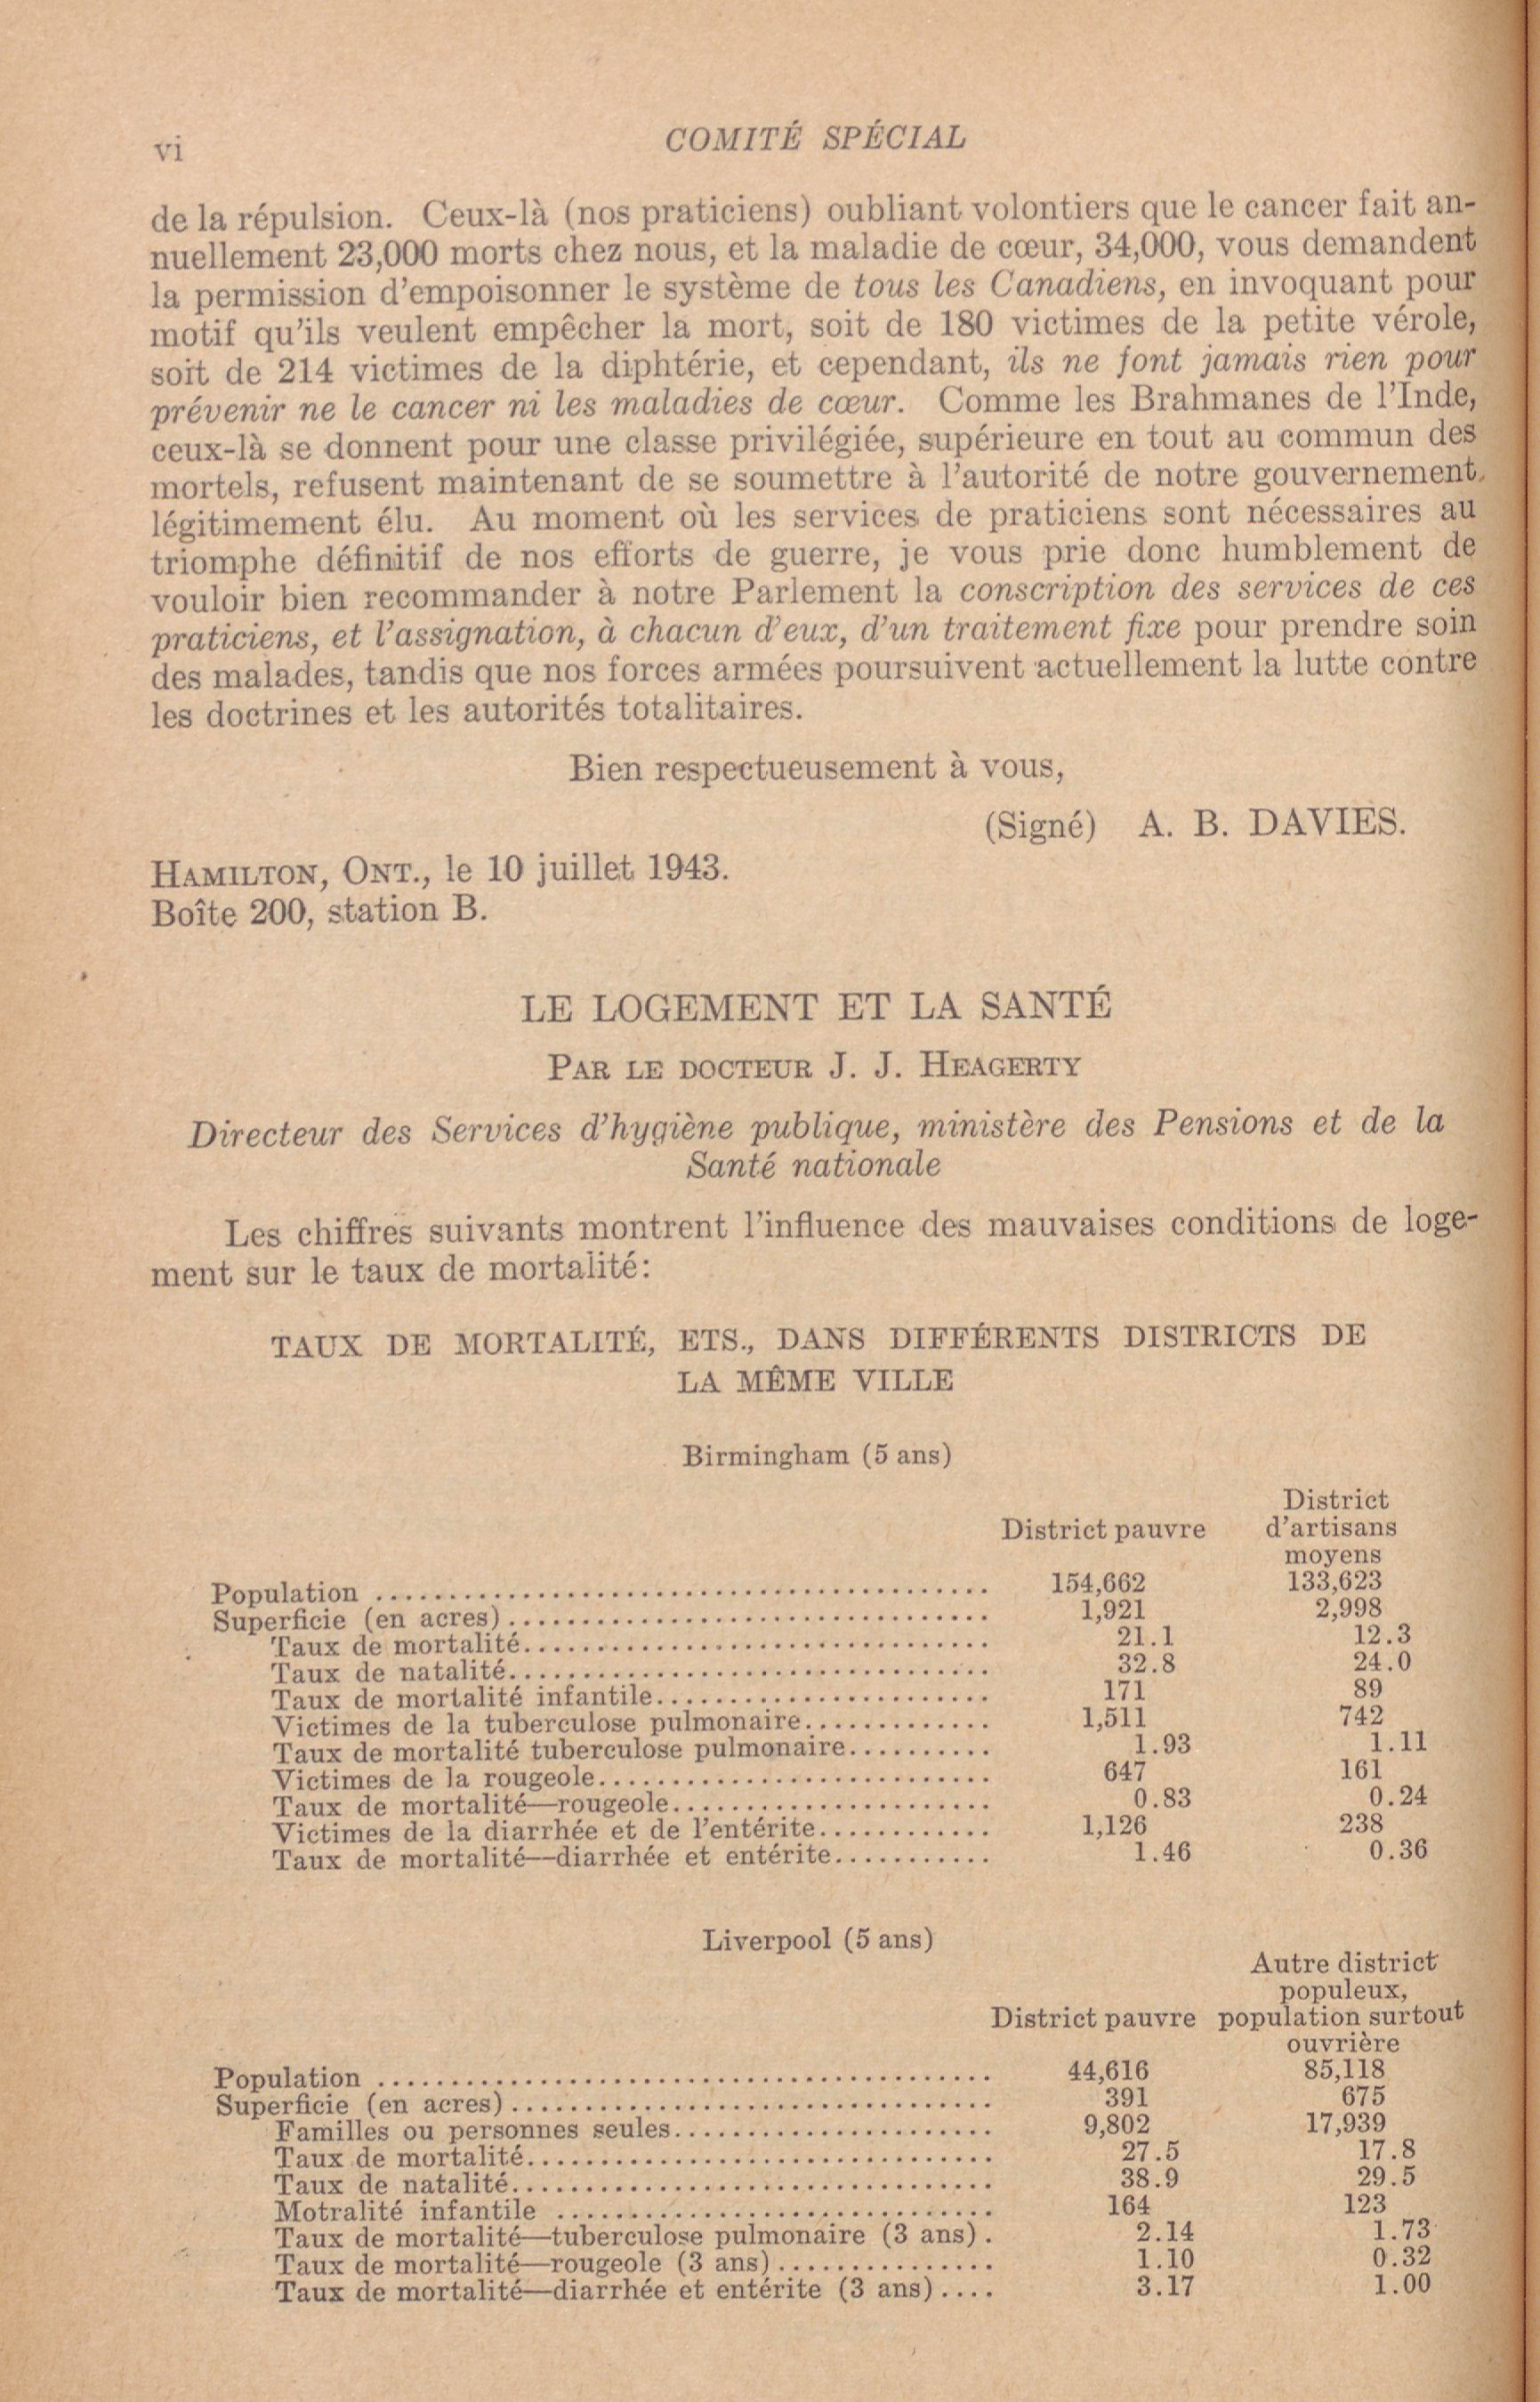 vi
COMITÉ SPÉCIAL
de la répulsion. Ceux-là (nos praticiens) oubliant volontiers que le cancer fait an-
nuellement 23,000 morts chez nous, et la maladie de cœur, 34,000, vous demandent
la permission d'empoisonner le système de tous les Canadiens, en invoquant pour
motif qu'ils veulent empêcher la mort, soit de 180 victimes de la petite vérole,
soit de 214 victimes de la diphtérie, et cependant, ils ne font jamais rien pour
prévenir ne le cancer ni les maladies de cœur. Comme les Brahmanes de l'Inde,
ceux-là se donnent pour une classe privilégiée, supérieure en tout au commun des
mortels, refusent maintenant de se soumettre à l'autorité de notre gouvernement
légitimement élu. Au moment où les services de praticiens sont nécessaires au
triomphe définitif de nos efforts de guerre, je vous prie donc humblement de
vouloir bien recommander à notre Parlement la conscription des services de ces
praticiens, et l'assignation, à chacun d'eux, d'un traitement fixe pour prendre soin
des malades, tandis que nos forces armées poursuivent actuellement la lutte contre
les doctrines et les autorités totalitaires.
Bien respectueusement à vous,
(Signé) A. B. DAVIES.
HAMILTON, ONT., le 10 juillet 1943.
Boîte 200, station B.
LE LOGEMENT ET LA SANTÉ
PAR LE DOCTEUR J. J. HEAGERTY
Directeur des Services d'hygiène publique, ministère des Pensions et de la
Santé nationale
Les chiffres suivants montrent l'influence des mauvaises conditions de loge-
ment sur le taux de mortalité:
TAUX DE MORTALITÉ, ETS., DANS DIFFÉRENTS DISTRICTS DE
LA MÊME VILLE
Birmingham (5 ans)
District
District pauvre d'artisans
moyens
Population ........................................ 154,662 133,623
Superficie (en acres)................................ 1,921 2,998
Taux de mortalité................................ 21.1 12.3
Taux de natalité................................. 32.8 24.0
Taux de mortalité infantile....................... 171 89
Victimes de la tuberculose pulmonaire............. 1,511 742
Taux de mortalité tuberculose pulmonaire.......... 1.93 1.11
Victimes de la rougeole........................... 647 161
Taux de mortalité—rougeole...................... 0.83 0.24
Victimes de la diarrhée et de l'entérite............ 1,126 238
Taux de mortalité—diarrhée et entérite........... 1.46 0.36
Liverpool (5 ans)
Autre district
populeux,
District pauvre population surtout
ouvrière
Population ........................................ 44,616 85,118
Superficie (en acres)................................ 391 675
Familles ou personnes seules...................... 9,802 17,939
Taux de mortalité................................ 27.5 17.8
Taux de natalité................................. 38.9 29.5
Motralité infantile .............................. 164 123
Taux de mortalité—tuberculose pulmonaire (3 ans). 2.14 1.73
Taux de mortalité—rougeole (3 ans)............... 1.10 0.32
Taux de mortalité—diarrhée et entérite (3 ans).... 3.17 1.00